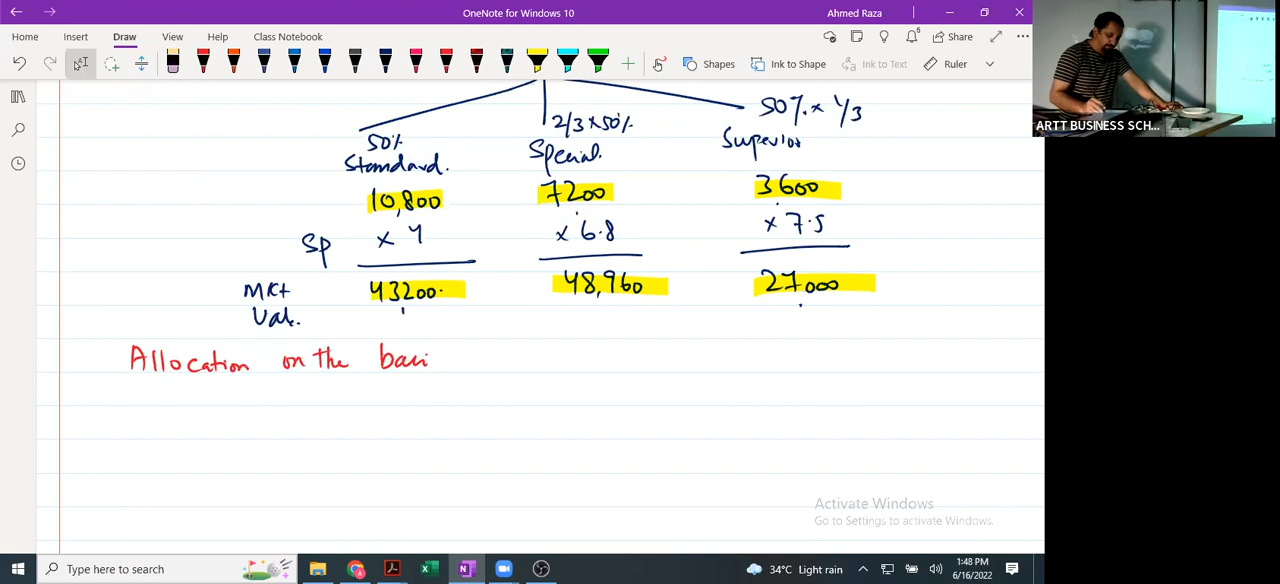 OneNote for Windows 10
Ahmed Raza
Home Insert Draw View Help Class Notebook
Share
Shapes Ink to Shape Ink to Text Ruler
ARTT BUSINESS SCH...
50% 2/3 x 50% 50% x 1/3
Standard. Special. Superior
10,800 7200 3600
SP x 4 x 6.8 x 7.5
MKt Val. 43200. 48,960 27000
Allocation on the basi
Activate Windows
Go to Settings to activate Windows.
Type here to search
34°C Light rain
1:48 PM
6/16/2022